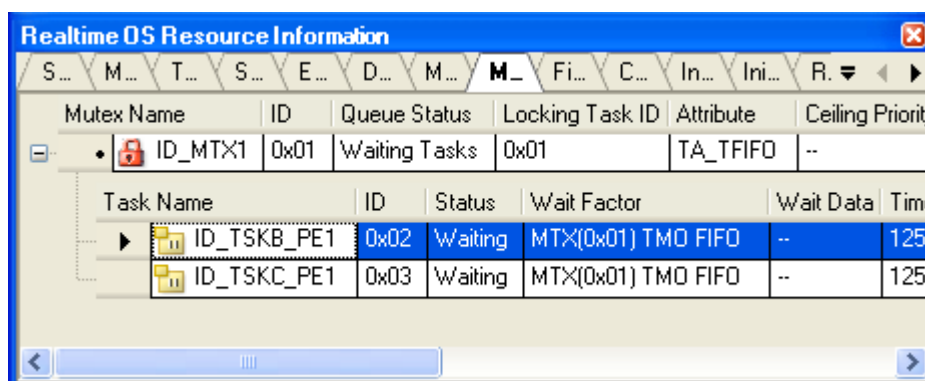 Realtime OS Resource Information
S... M... T... S... E... D... M... M... Fi... C... In... Ini... R.
Mutex Name ID Queue Status Locking Task ID Attribute Ceiling Priorit
ID_MTX1 0x01 Waiting Tasks 0x01 TA_TFIFO --
Task Name ID Status Wait Factor Wait Data Tim
ID_TSKB_PE1 0x02 Waiting MTX(0x01) TMO FIFO -- 125
ID_TSKC_PE1 0x03 Waiting MTX(0x01) TMO FIFO -- 125